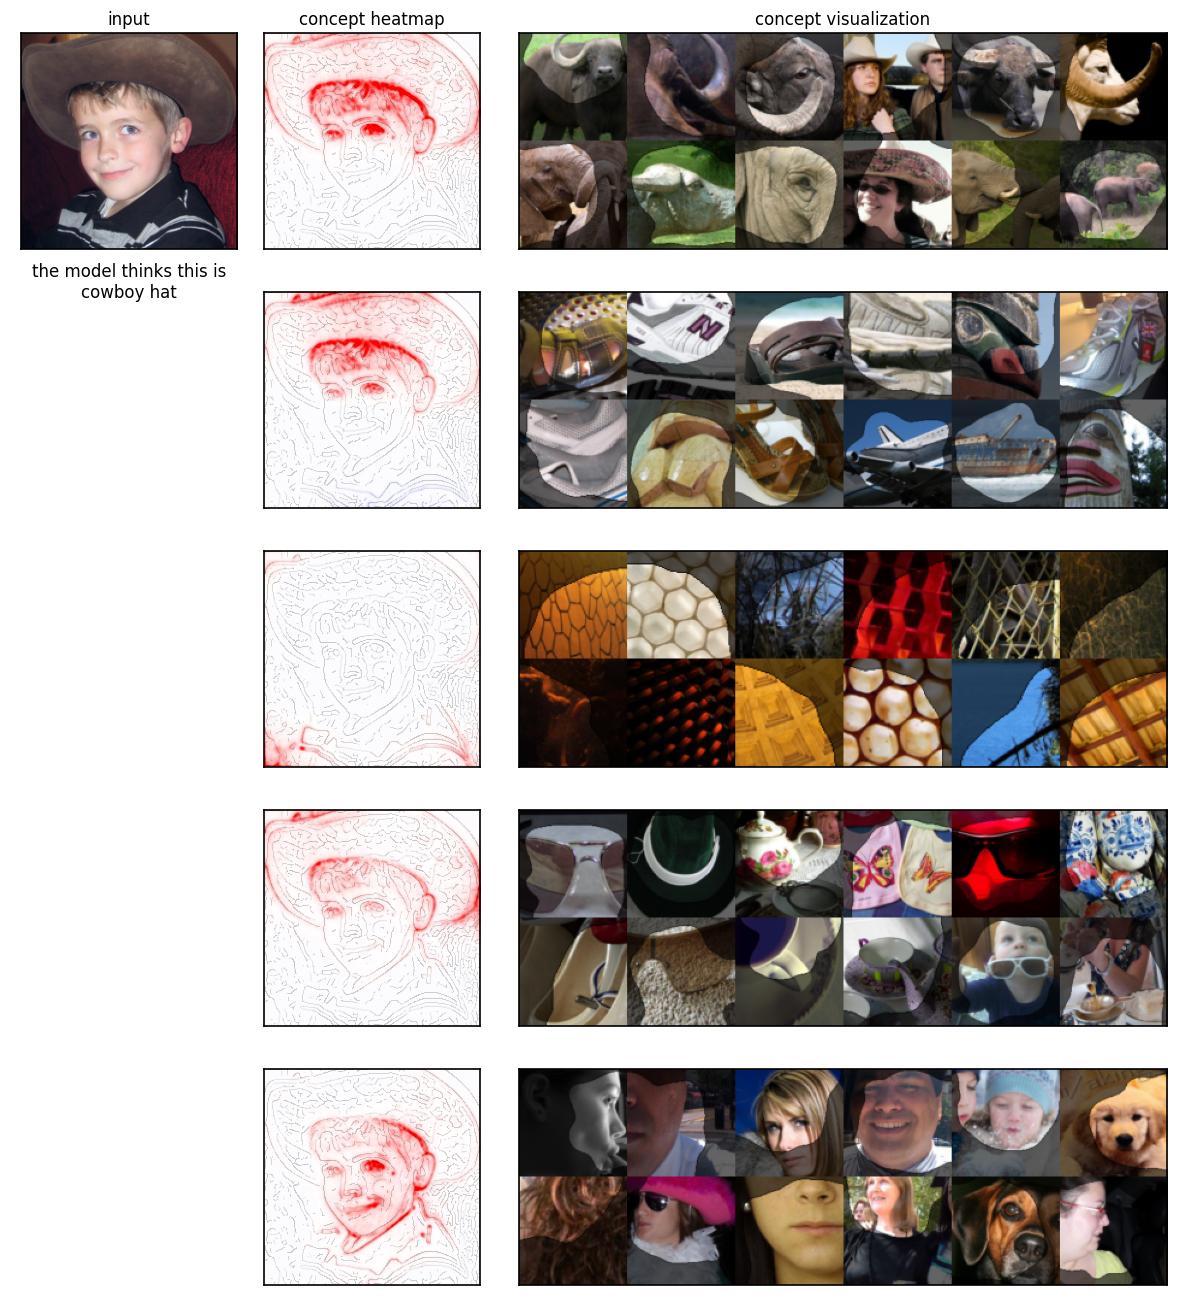 input
concept heatmap
concept visualization
the model thinks this is
cowboy hat
N